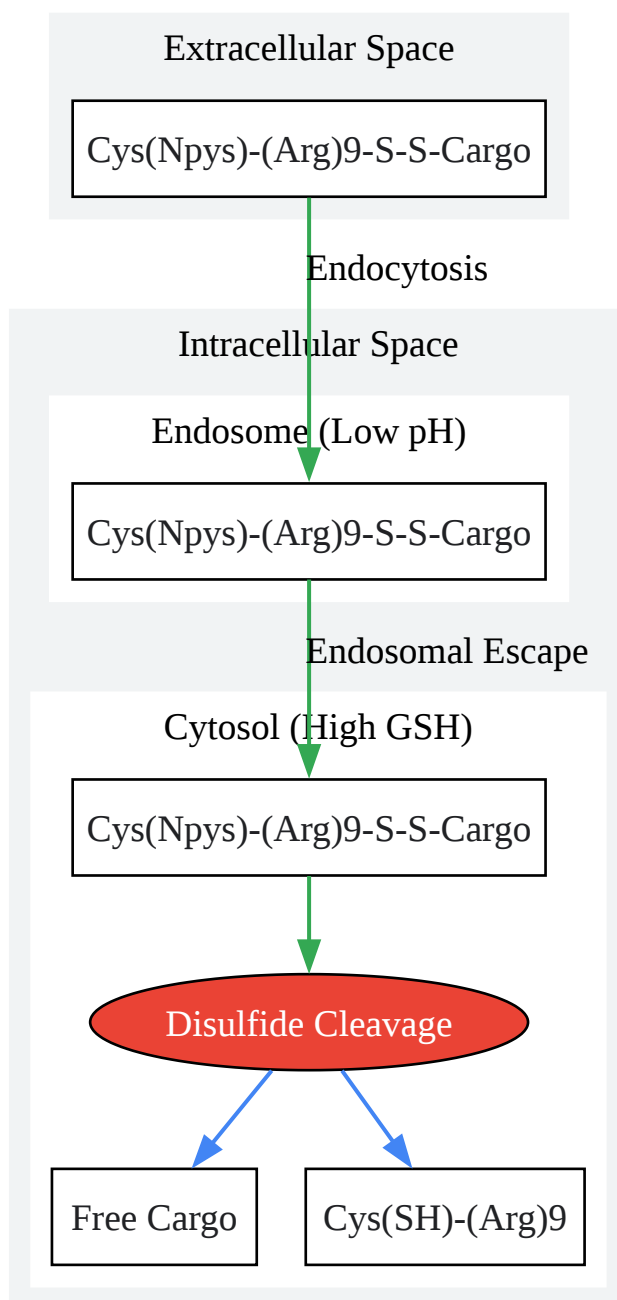 Extracellular Space
Cys(Npys)-(Arg)9-S-S-Cargo
Endocytosis
Intracellular Space
Endosome (Low pH)
Cys(Npys)-(Arg)9-S-S-Cargo
Endosomal Escape
Cytosol (High GSH)
Cys(Npys)-(Arg)9-S-S-Cargo
Disulfide Cleavage
Free Cargo
Cys(SH)-(Arg)9